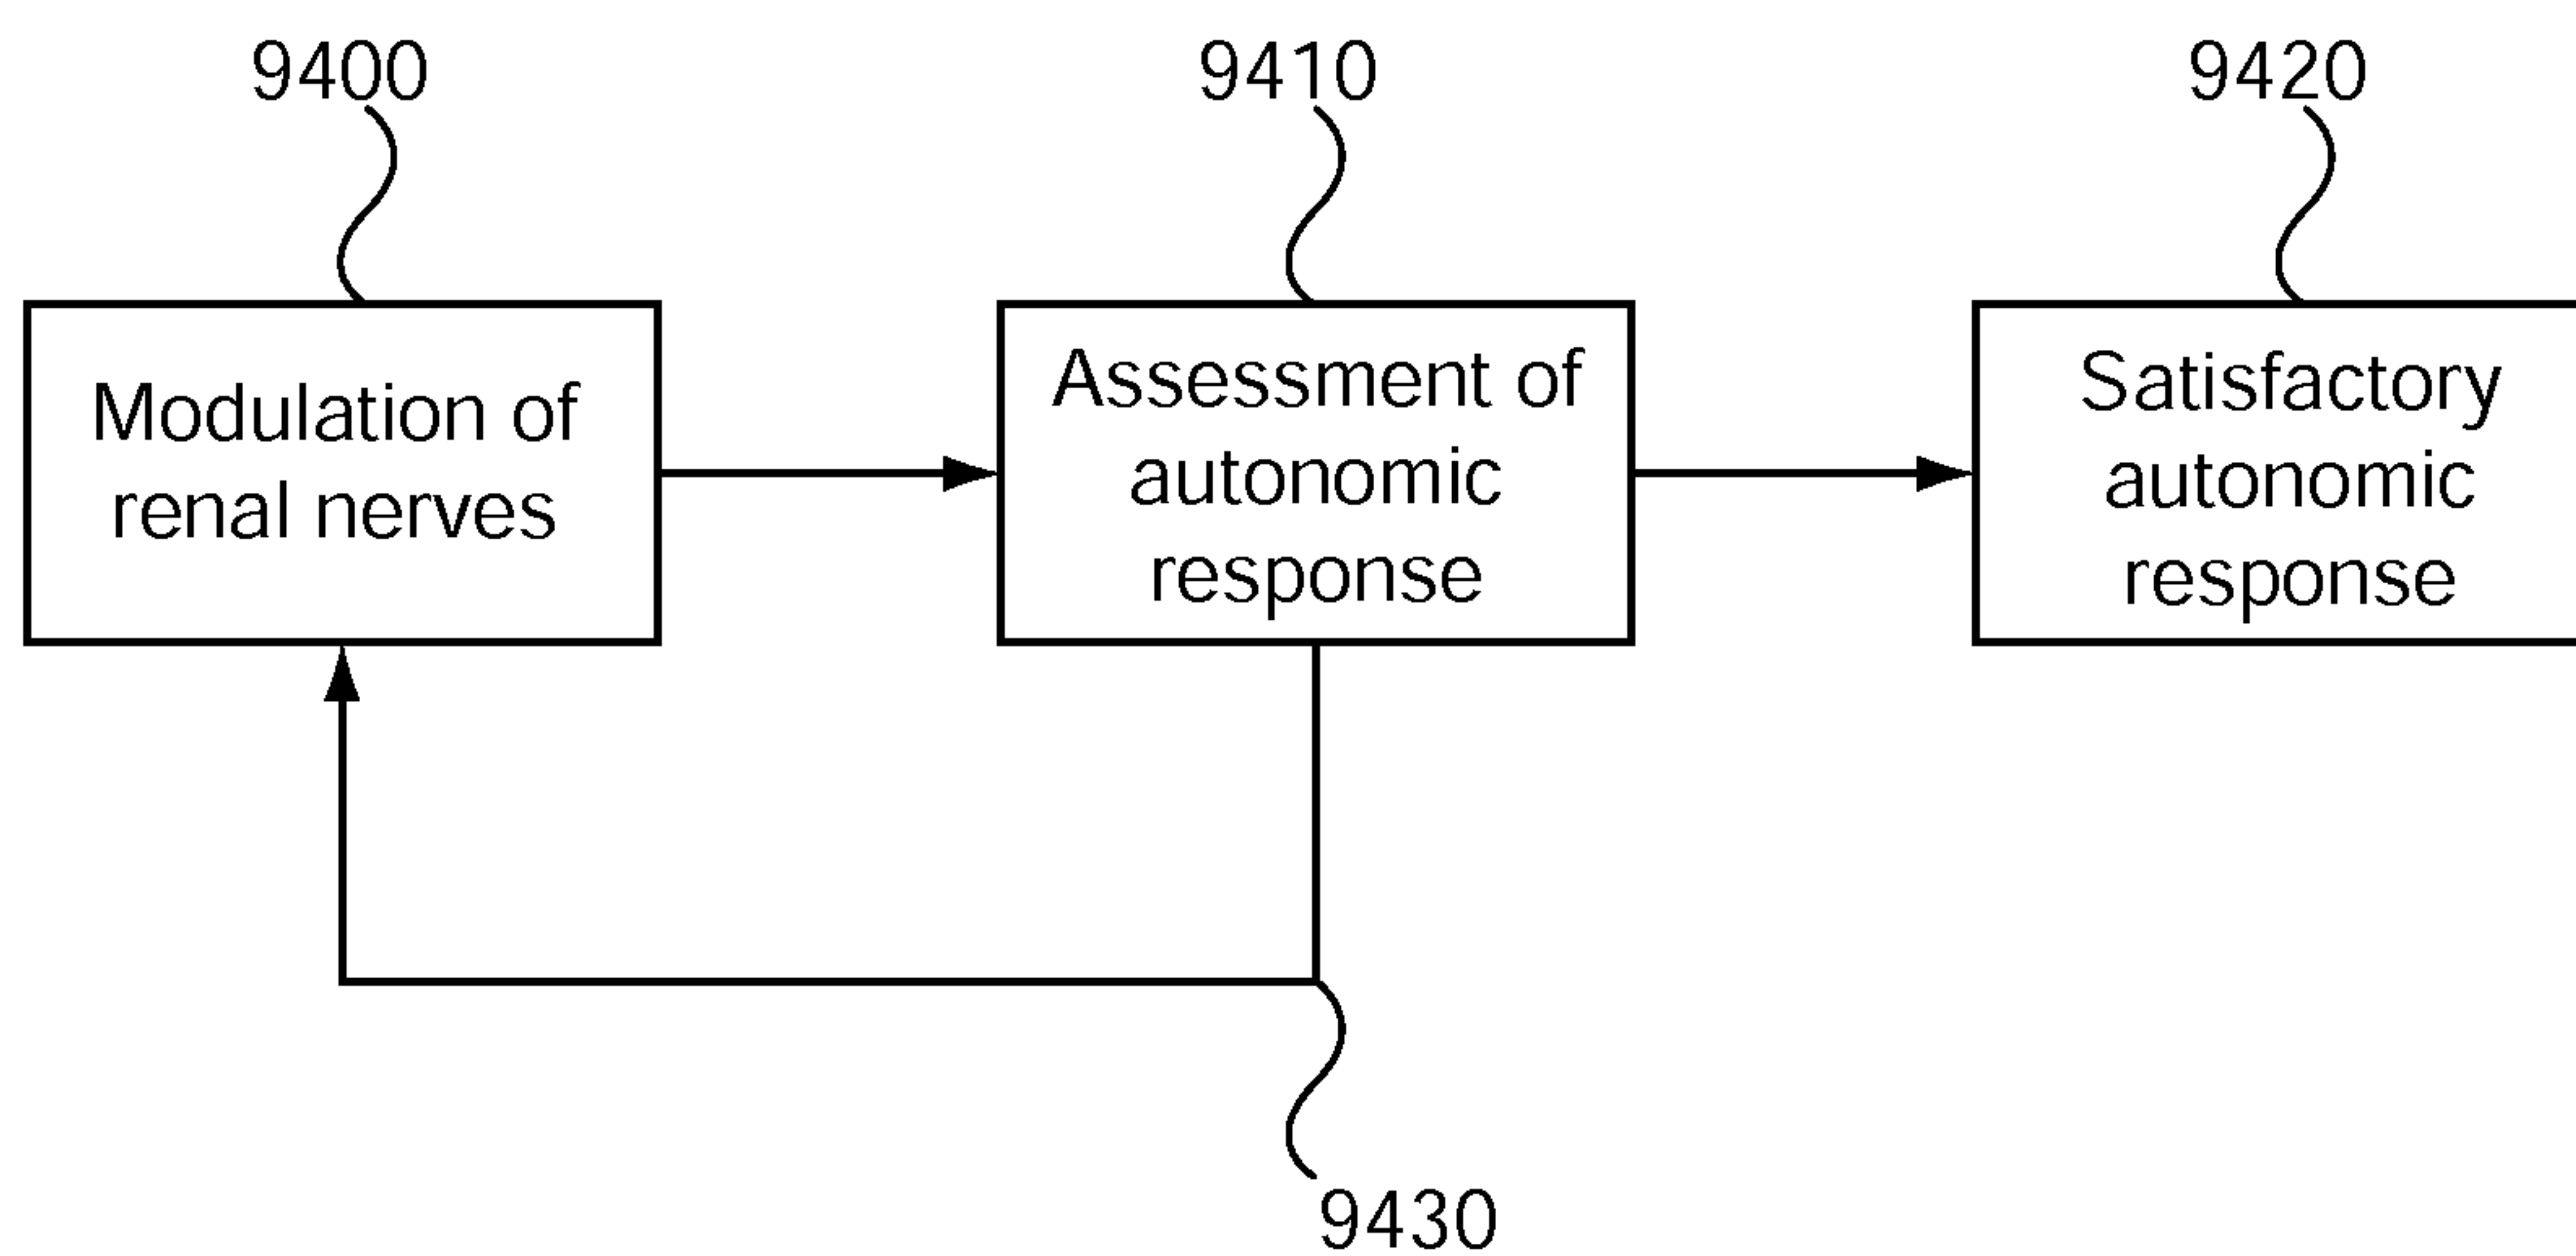 9400
9410
9420
Modulation of
renal nerves
Assessment of
autonomic
response
Satisfactory
autonomic
response
9430